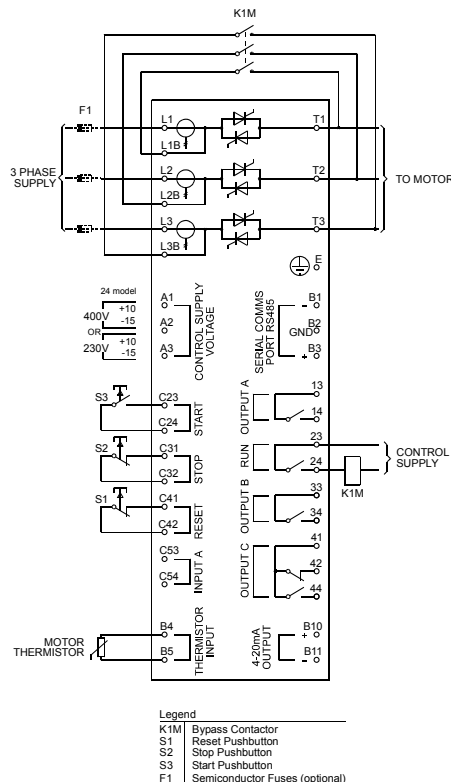 K1M
F1
L1
T1
L1B
L2
T2
3 PHASE
SUPPLY
TO MOTOR
L2B
L3
T3
L3B
E
24 model
400V
+10
-15
OR
230V
+10
-15
A1
A2
A3
CONTROL SUPPLY
VOLTAGE
SERIAL COMMS
PORT RS485
- B1
GND B2
+ B3
S3
C23
C24
START
S2
C31
C32
STOP
S1
C41
C42
RESET
C53
C54
INPUT A
MOTOR
THERMISTOR
B4
B5
THERMISTOR
INPUT
OUTPUT A
13
14
RUN
23
24
CONTROL
SUPPLY
K1M
OUTPUT B
33
34
OUTPUT C
41
42
44
4-20mA
OUTPUT
+ B10
- B11
Legend
K1M Bypass Contactor
S1 Reset Pushbutton
S2 Stop Pushbutton
S3 Start Pushbutton
F1 Semiconductor Fuses (optional)